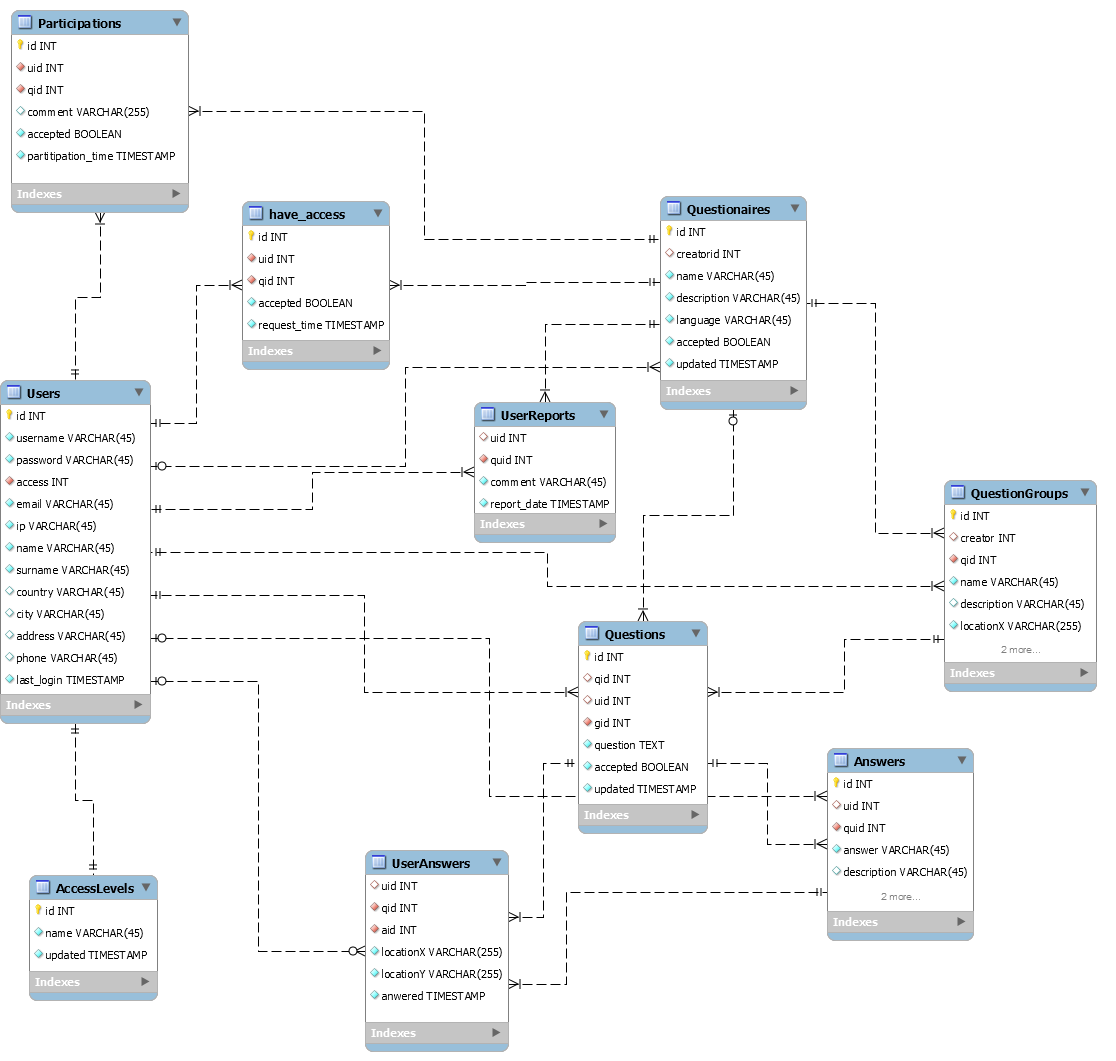 Participations
id INT
uid INT
qid INT
comment VARCHAR(255)
accepted BOOLEAN
partitipation_time TIMESTAMP
Indexes
have_access
id INT
uid INT
qid INT
accepted BOOLEAN
request_time TIMESTAMP
Indexes
Questionaires
id INT
creatorid INT
name VARCHAR(45)
description VARCHAR(45)
language VARCHAR(45)
accepted BOOLEAN
updated TIMESTAMP
Indexes
Users
id INT
username VARCHAR(45)
password VARCHAR(45)
access INT
email VARCHAR(45)
ip VARCHAR(45)
name VARCHAR(45)
surname VARCHAR(45)
country VARCHAR(45)
city VARCHAR(45)
address VARCHAR(45)
phone VARCHAR(45)
last_login TIMESTAMP
Indexes
UserReports
uid INT
quid INT
comment VARCHAR(45)
report_date TIMESTAMP
Indexes
QuestionGroups
id INT
creator INT
qid INT
name VARCHAR(45)
description VARCHAR(45)
locationX VARCHAR(255)
2 more...
Indexes
Questions
id INT
qid INT
uid INT
gid INT
question TEXT
accepted BOOLEAN
updated TIMESTAMP
Indexes
Answers
id INT
uid INT
quid INT
answer VARCHAR(45)
description VARCHAR(45)
2 more...
Indexes
UserAnswers
uid INT
qid INT
aid INT
locationX VARCHAR(255)
locationY VARCHAR(255)
anwered TIMESTAMP
Indexes
AccessLevels
id INT
name VARCHAR(45)
updated TIMESTAMP
Indexes